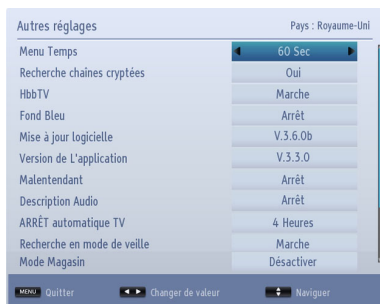 Autres réglages Pays : Royaume-Uni
Menu Temps 60 Sec
Recherche chaînes cryptées Oui
HbbTV Marche
Fond Bleu Arrêt
Mise à jour logicielle V.3.6.0b
Version de L'application V.3.3.0
Malentendant Arrêt
Description Audio Arrêt
ARRÊT automatique TV 4 Heures
Recherche en mode de veille Marche
Mode Magasin Désactiver
MENU Quitter Changer de valeur Naviguer